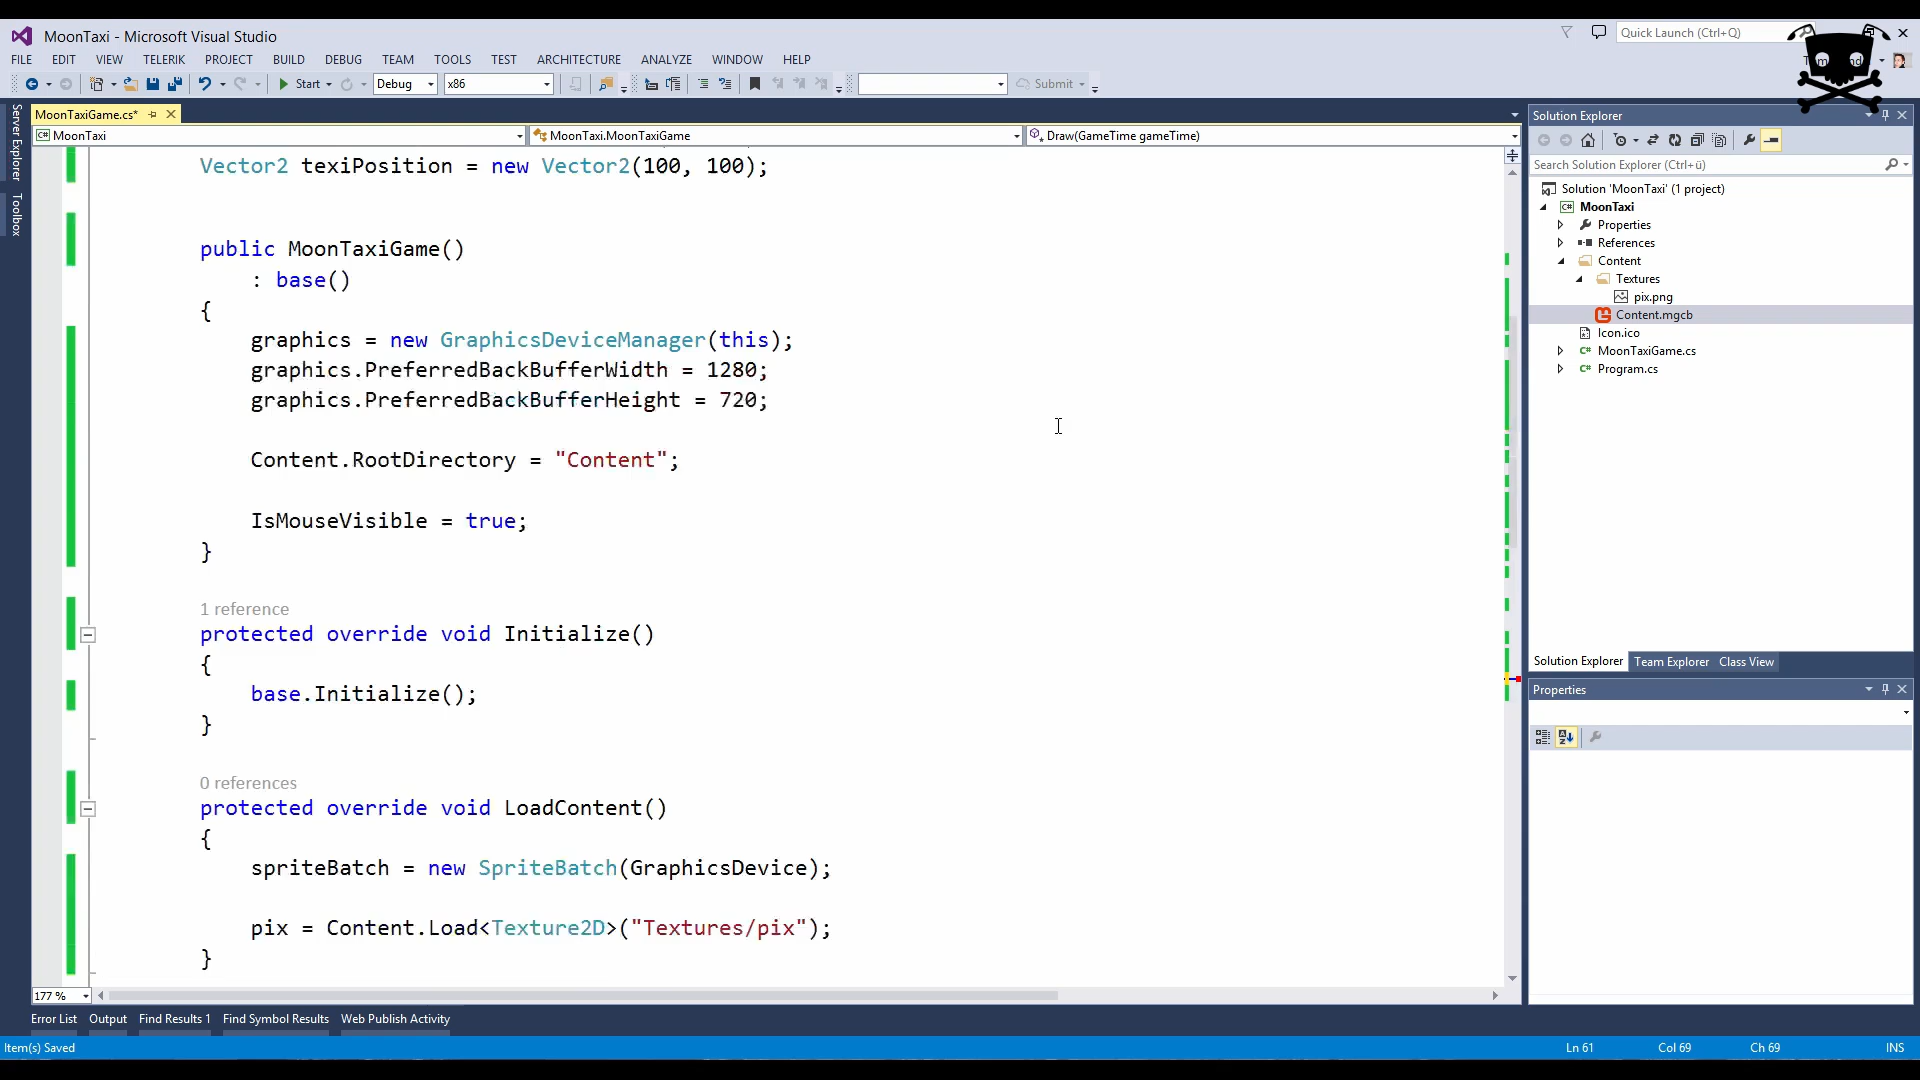 MoonTaxi - Microsoft Visual Studio
Quick Launch (Ctrl+Q)
FILE EDIT VIEW TELERIK PROJECT BUILD DEBUG TEAM TOOLS TEST ARCHITECTURE ANALYZE WINDOW HELP
Start Debug x86 Submit
Server Explorer
Toolbox
MoonTaxiGame.cs*
MoonTaxi
MoonTaxi.MoonTaxiGame
Draw(GameTime gameTime)
Vector2 texiPosition = new Vector2(100, 100);
public MoonTaxiGame()
: base()
{
graphics = new GraphicsDeviceManager(this);
graphics.PreferredBackBufferWidth = 1280;
graphics.PreferredBackBufferHeight = 720;
Content.RootDirectory = "Content";
IsMouseVisible = true;
}
1 reference
protected override void Initialize()
{
base.Initialize();
}
0 references
protected override void LoadContent()
{
spriteBatch = new SpriteBatch(GraphicsDevice);
pix = Content.Load<Texture2D>("Textures/pix");
}
177 %
Solution Explorer
Search Solution Explorer (Ctrl+ü)
Solution 'MoonTaxi' (1 project)
MoonTaxi
Properties
References
Content
Textures
pix.png
Content.mgcb
Icon.ico
MoonTaxiGame.cs
Program.cs
Solution Explorer Team Explorer Class View
Properties
Error List Output Find Results 1 Find Symbol Results Web Publish Activity
Item(s) Saved
Ln 61 Col 69 Ch 69 INS